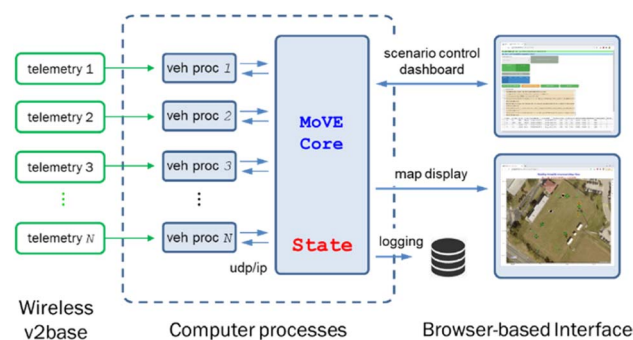 telemetry 1
veh proc 1
telemetry 2
veh proc 2
telemetry 3
veh proc 3
telemetry N
veh proc N
udp/ip
MoVE
Core
State
scenario control
dashboard
map display
logging
Wireless
v2base
Computer processes
Browser-based Interface